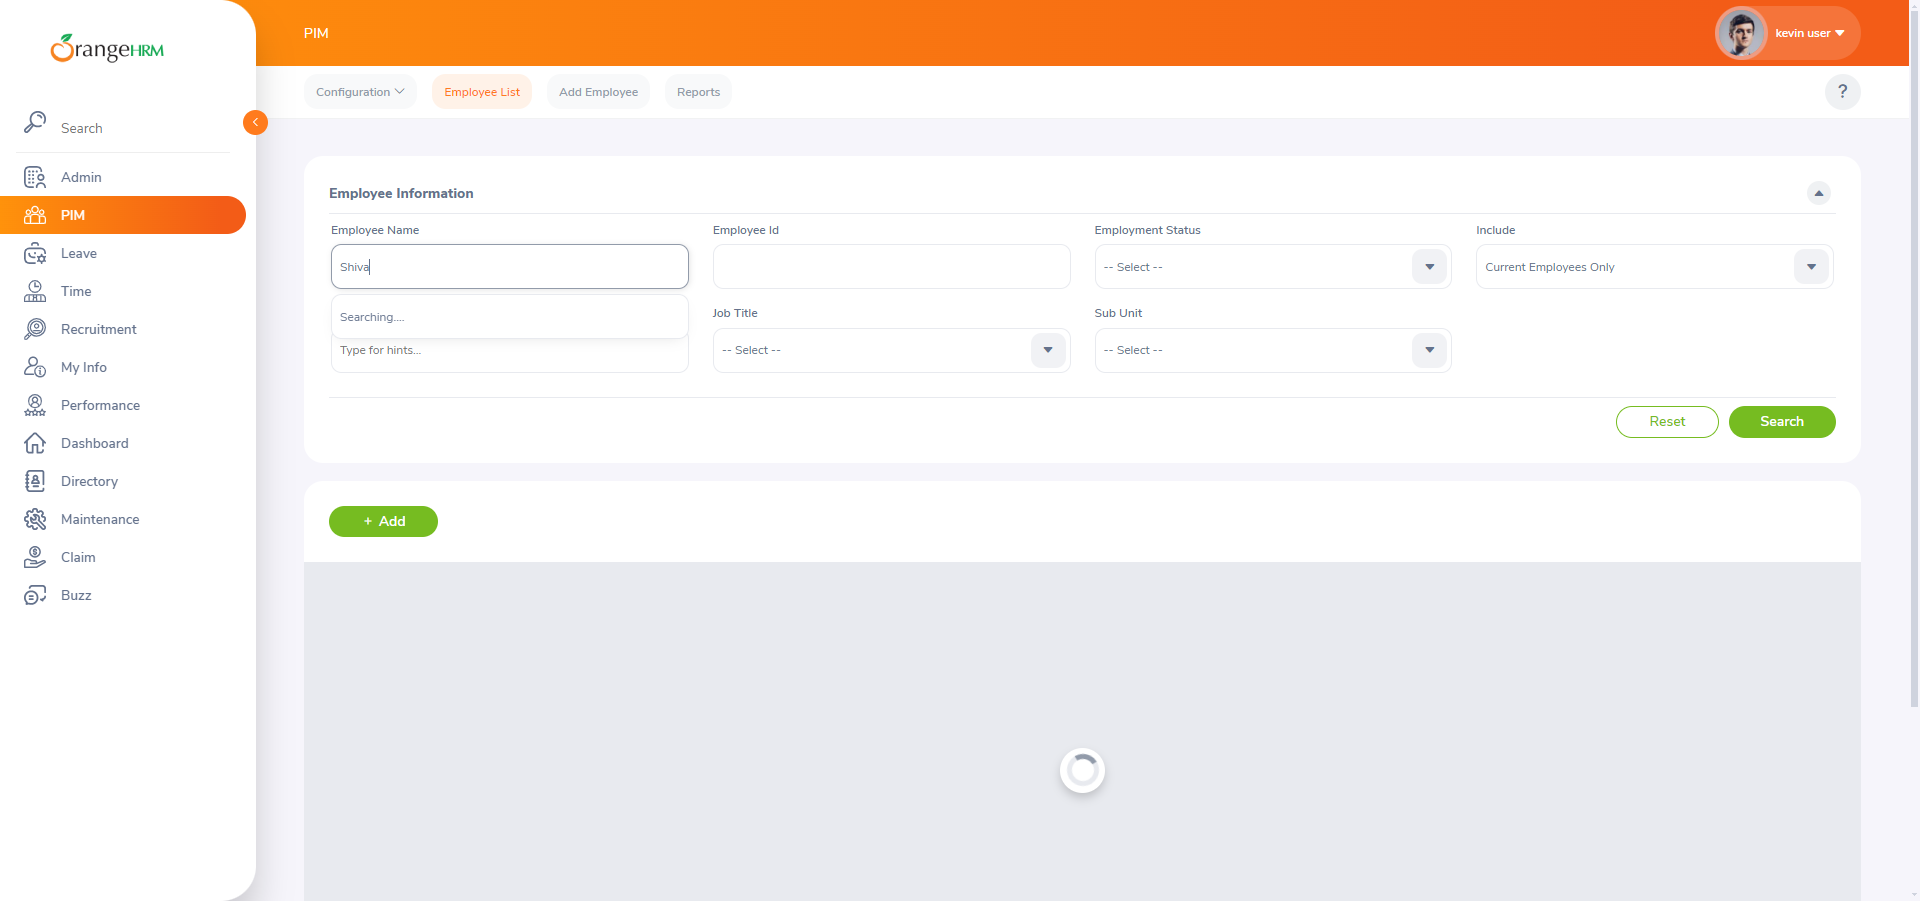 OrangeHRM
Search
Admin
PIM
Leave
Time
Recruitment
My Info
Performance
Dashboard
Directory
Maintenance
Claim
Buzz
PIM
kevin user
Configuration
Employee List
Add Employee
Reports
?
Employee Information
Employee Name
Employee Id
Employment Status
Include
Shiva
-- Select --
Current Employees Only
Searching....
Job Title
Sub Unit
Type for hints...
-- Select --
-- Select --
Reset
Search
+ Add